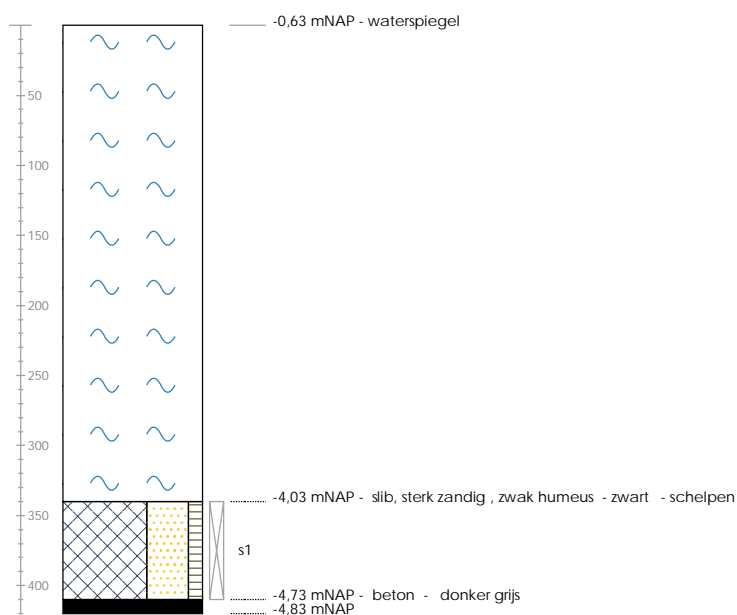 -0,63 mNAP - waterspiegel
50
100
150
200
250
300
-4,03 mNAP - slib, sterk zandig , zwak humeus - zwart - schelpen
350
s1
400
-4,73 mNAP - beton - donker grijs
-4,83 mNAP